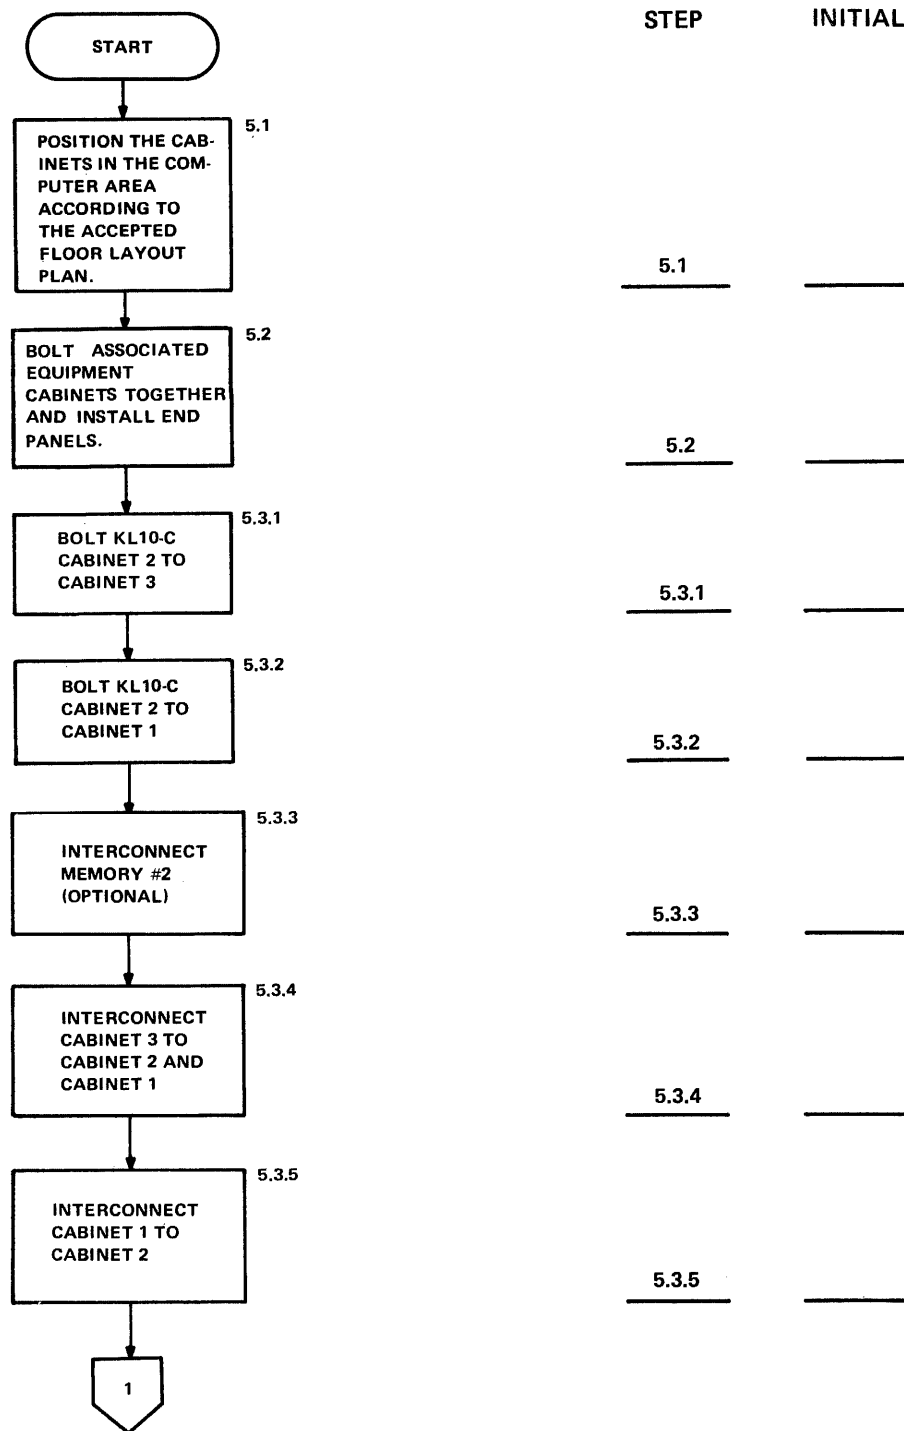 START
5.1
POSITION THE CAB-
INETS IN THE COM-
PUTER AREA
ACCORDING TO
THE ACCEPTED
FLOOR LAYOUT
PLAN.
5.2
BOLT ASSOCIATED
EQUIPMENT
CABINETS TOGETHER
AND INSTALL END
PANELS.
5.3.1
BOLT KL10-C
CABINET 2 TO
CABINET 3
5.3.2
BOLT KL10-C
CABINET 2 TO
CABINET 1
5.3.3
INTERCONNECT
MEMORY #2
(OPTIONAL)
5.3.4
INTERCONNECT
CABINET 3 TO
CABINET 2 AND
CABINET 1
5.3.5
INTERCONNECT
CABINET 1 TO
CABINET 2
1
STEP INITIAL
5.1
5.2
5.3.1
5.3.2
5.3.3
5.3.4
5.3.5